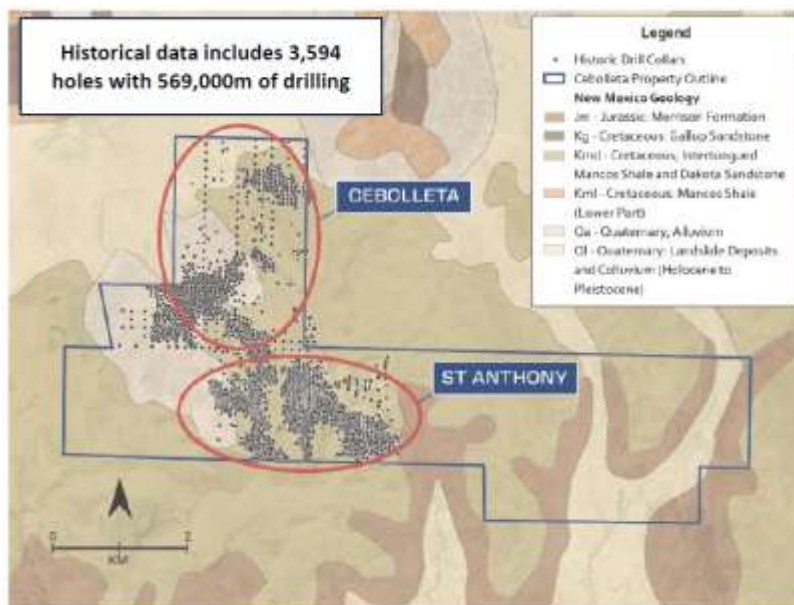 Historical data includes 3,594
holes with 569,000m of drilling
Legend
Historic Drill Collars
Cebolleta Property Outline
New Mexico Geology
Jm - Jurassic, Morrison Formation
Kg - Cretaceous, Gallup Sandstone
Cretaceous, Intertongued
Mancos Shale and Dakota Sandstone
Kml - Cretaceous, Mancos Shale
(Lower Part)
Qa - Quaternary, Alluvium
Ql - Quaternary, Landslide Deposits
and Colluvium (Holocene to
Pleistocene)
CEBOLLETA
ST ANTHONY
0
KM